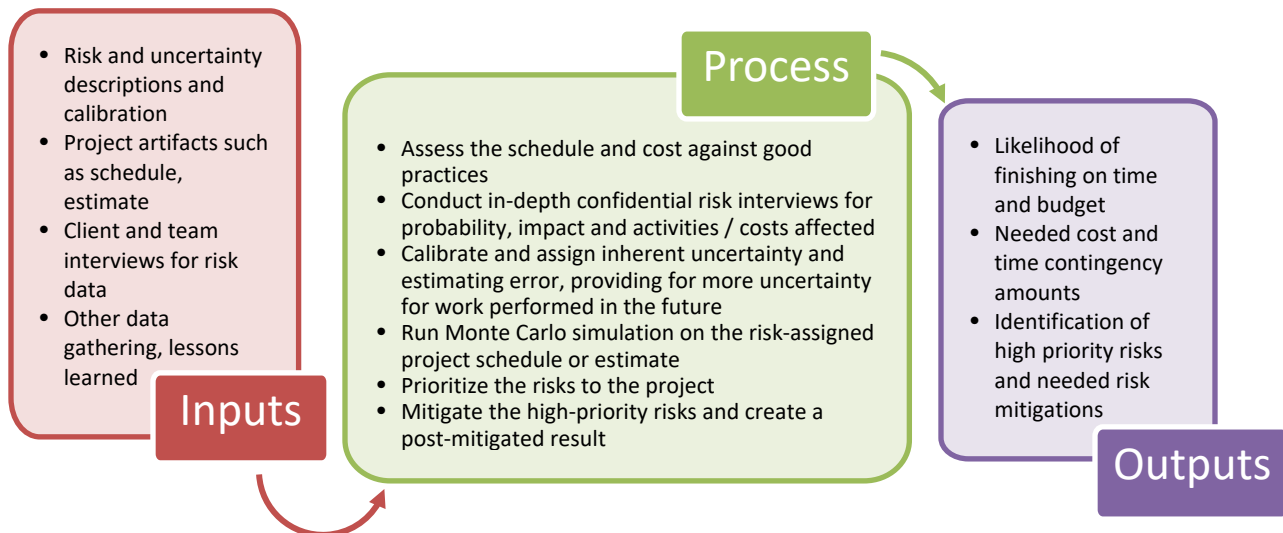 • Risk and uncertainty
descriptions and
calibration
• Project artifacts such
as schedule,
estimate
• Client and team
interviews for risk
data
• Other data
gathering, lessons
learned
Inputs
Process
• Assess the schedule and cost against good
practices
• Conduct in-depth confidential risk interviews for
probability, impact and activities / costs affected
• Calibrate and assign inherent uncertainty and
estimating error, providing for more uncertainty
for work performed in the future
• Run Monte Carlo simulation on the risk-assigned
project schedule or estimate
• Prioritize the risks to the project
• Mitigate the high-priority risks and create a
post-mitigated result
• Likelihood of
finishing on time
and budget
• Needed cost and
time contingency
amounts
• Identification of
high priority risks
and needed risk
mitigations
Outputs